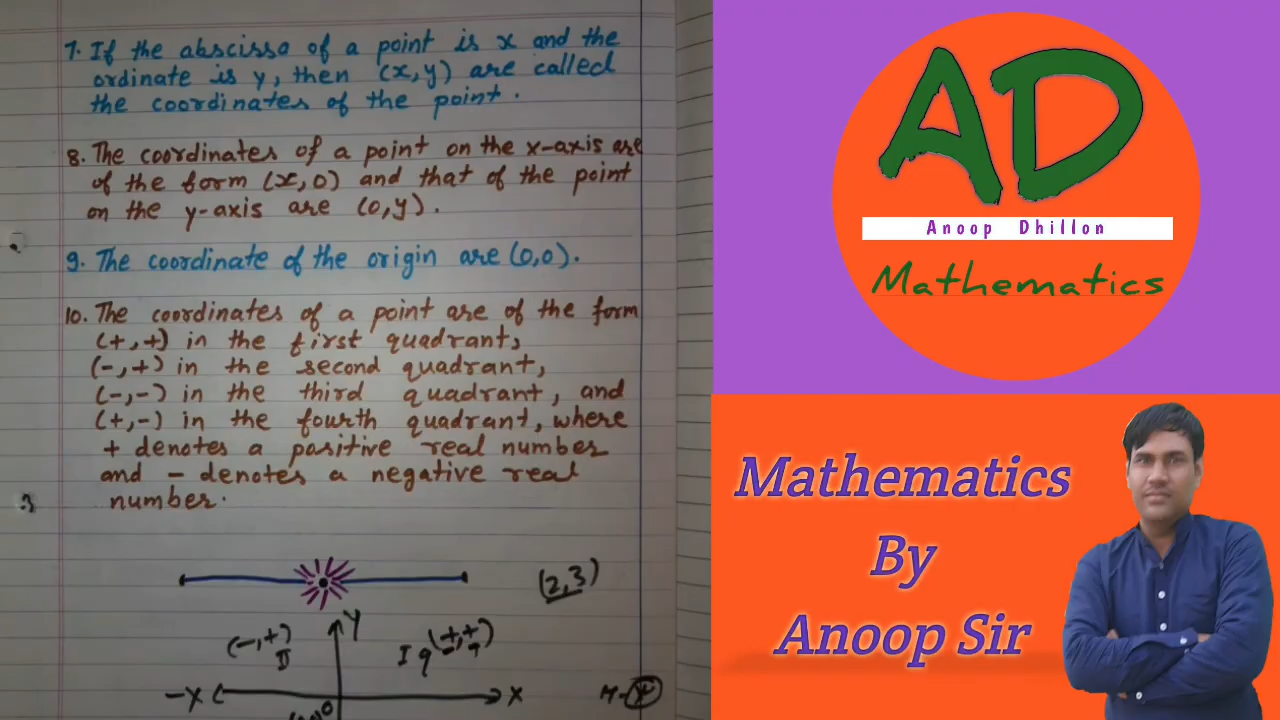 7. If the abscissa of a point is x and the
ordinate is y, then (x,y) are called
the coordinates of the point.
8. The coordinates of a point on the x-axis are
of the form (x,0) and that of the point
on the y-axis are (0,y).
9. The coordinate of the origin are (0,0).
10. The coordinates of a point are of the form
(+,+) in the first quadrant,
(-,+) in the second quadrant,
(-,-) in the third quadrant, and
(+,-) in the fourth quadrant, where
+ denotes a positive real number
and - denotes a negative real
number.
(2,3)
Y
(-,+)
II
I q (+,+)
-X
X
AD
Anoop Dhillon
Mathematics
Mathematics
By
Anoop Sir